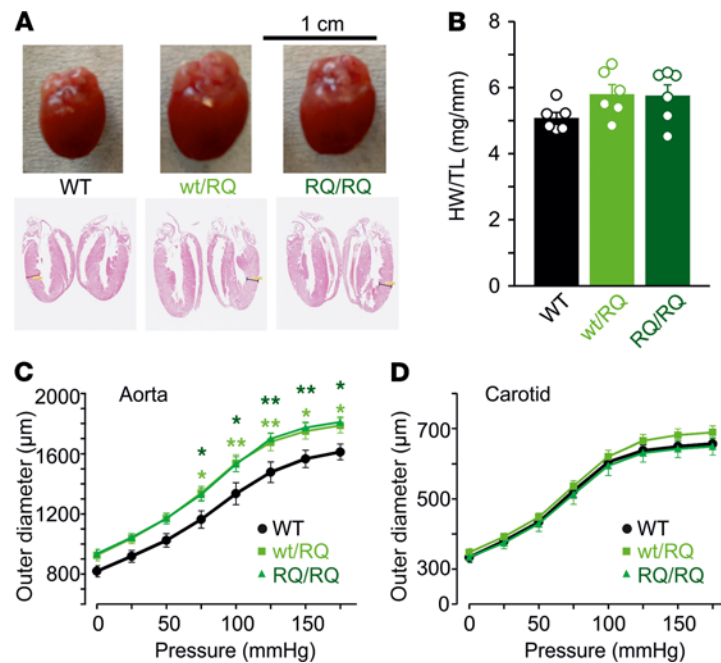 A
1 cm
WT
wt/RQ
RQ/RQ
B
HW/TL (mg/mm)
8
6
4
2
0
WT
wt/RQ
RQ/RQ
C
Aorta
Outer diameter (µm)
2000
1600
1200
800
* * ** ** *
* ** ** * *
WT
wt/RQ
RQ/RQ
0 50 100 150
Pressure (mmHg)
D
Carotid
Outer diameter (µm)
700
500
300
WT
wt/RQ
RQ/RQ
0 50 100 150
Pressure (mmHg)